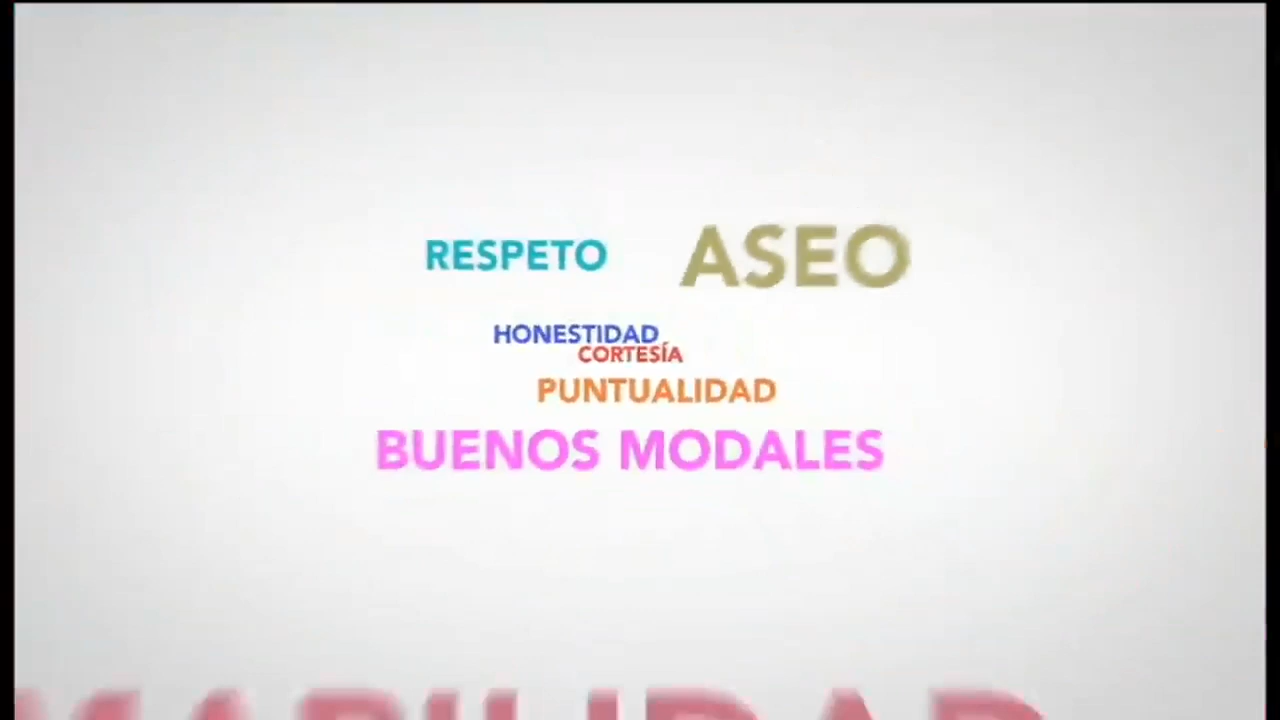 RESPETO
ASEO
HONESTIDAD
CORTESÍA
PUNTUALIDAD
BUENOS MODALES